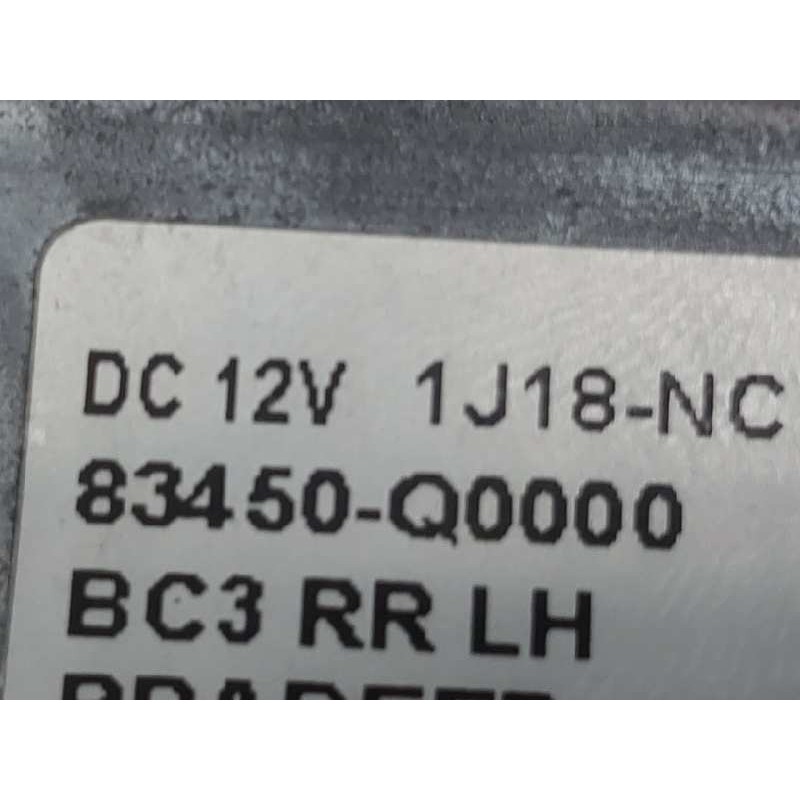 DC 12V 1J18-NC
83450-Q0000
BC3 RR LH